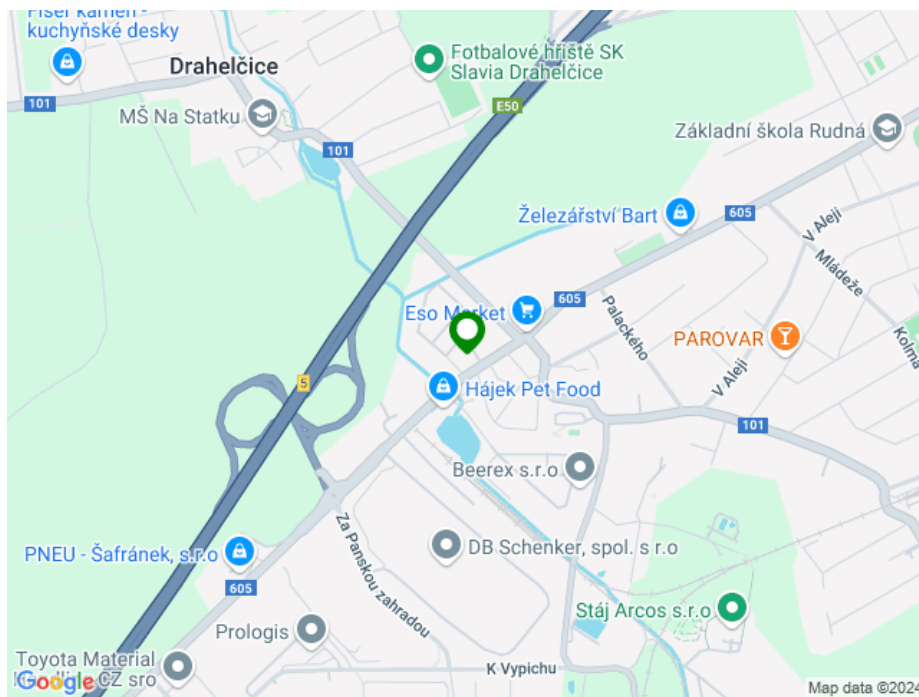 Píšer kámen -
kuchyňské desky
Drahelčice
Fotbalové hřiště SK
Slavia Drahelčice
101
E50
MŠ Na Statku
Základní škola Rudná
101
Železářství Bart
605
V Aleji
Mládeže
605
Kolma
Eso Market
Palackého
PAROVAR
5
Hájek Pet Food
V Aleji
101
Beerex s.r.o
Za Panskou zahradou
DB Schenker, spol. s r.o
PNEU - Šafránek, s.r.o
605
Stáj Arcos s.r.o
Prologis
Toyota Material
CZ sro
K Vypichu
Google
Map data ©2024